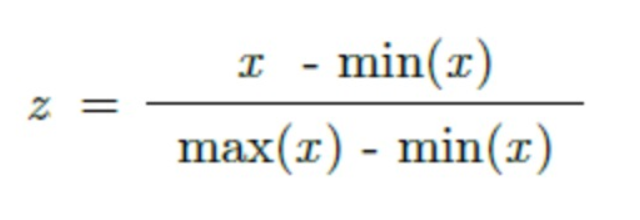 z = x - min(x) / max(x) - min(x)